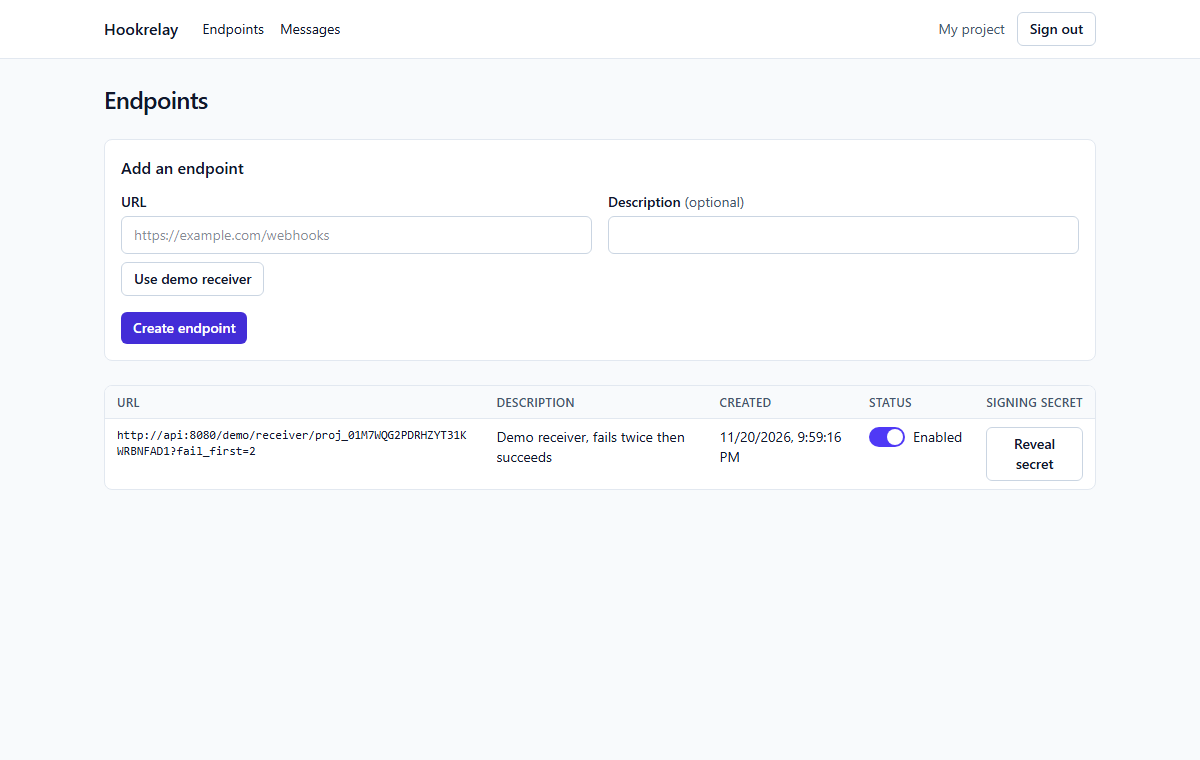 Hookrelay Endpoints Messages My project Sign out
Endpoints
Add an endpoint
URL Description (optional)
https://example.com/webhooks
Use demo receiver
Create endpoint
URL DESCRIPTION CREATED STATUS SIGNING SECRET
http://api:8080/demo/receiver/proj_01M7WQG2PDRHZYT31K
WRBNFAD1?fail_first=2
Demo receiver, fails twice then
succeeds
11/20/2026, 9:59:16
PM
Enabled
Reveal
secret